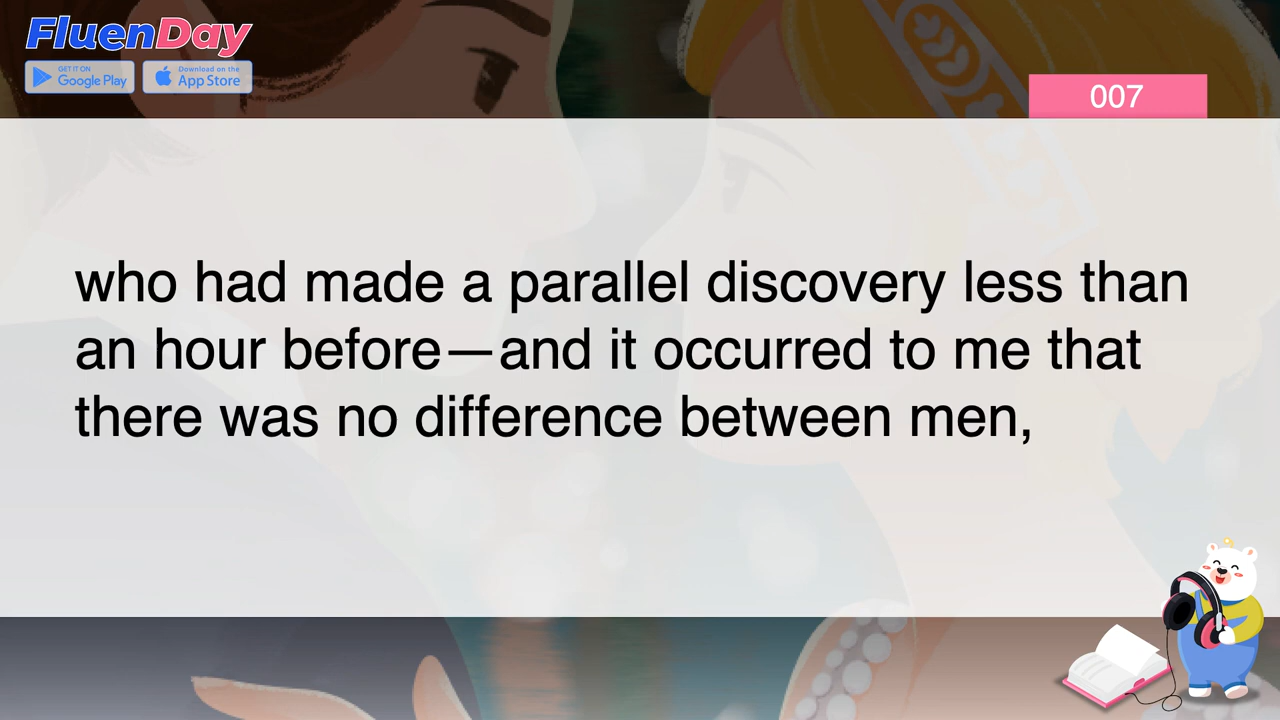 FluenDay
GET IT ON
Google Play
Download on the
App Store
007
who had made a parallel discovery less than
an hour before—and it occurred to me that
there was no difference between men,